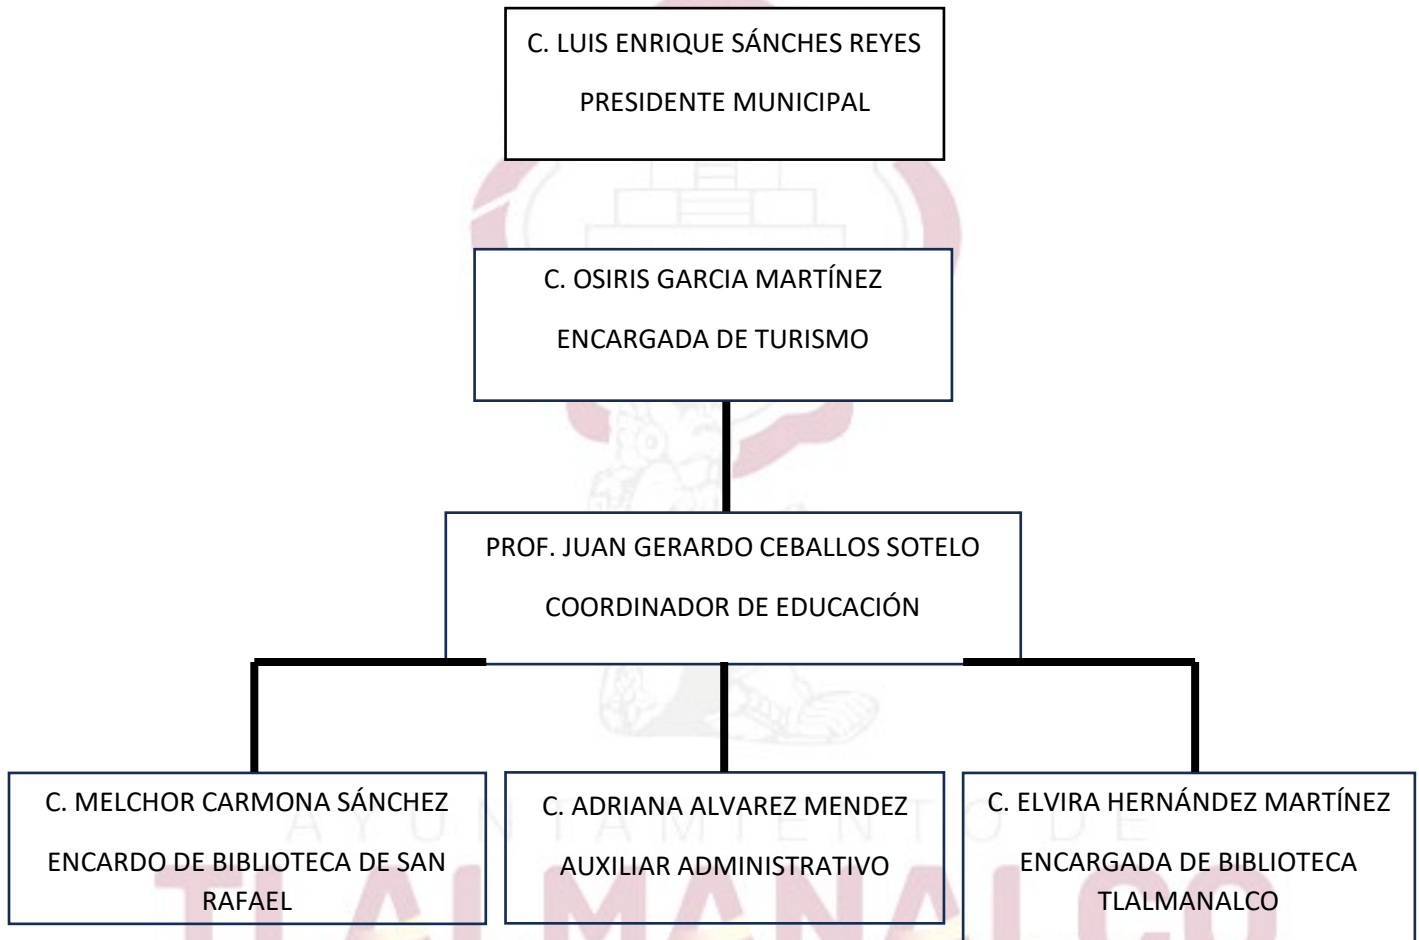 C. LUIS ENRIQUE SÁNCHES REYES
PRESIDENTE MUNICIPAL
C. OSIRIS GARCIA MARTÍNEZ
ENCARGADA DE TURISMO
PROF. JUAN GERARDO CEBALLOS SOTELO
COORDINADOR DE EDUCACIÓN
C. MELCHOR CARMONA SÁNCHEZ
ENCARDO DE BIBLIOTECA DE SAN
RAFAEL
C. ADRIANA ALVAREZ MENDEZ
AUXILIAR ADMINISTRATIVO
C. ELVIRA HERNÁNDEZ MARTÍNEZ
ENCARGADA DE BIBLIOTECA
TLALMANALCO
AYUNTAMIENTO DE
TLALMANALCO